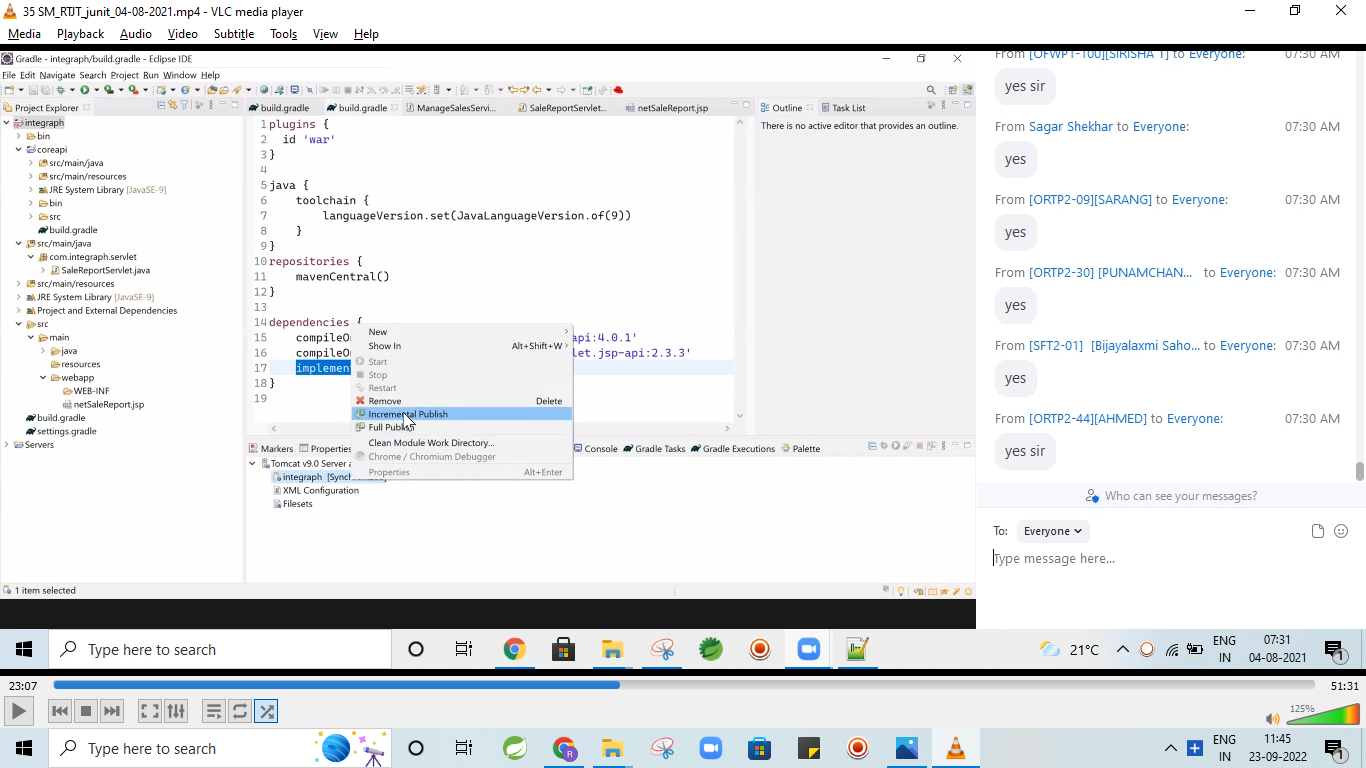 35 SM_RTJT_junit_04-08-2021.mp4 - VLC media player
Media Playback Audio Video Subtitle Tools View Help
Gradle - integraph/build.gradle - Eclipse IDE
File Edit Navigate Search Project Run Window Help
Project Explorer
integraph
bin
coreapi
src/main/java
src/main/resources
JRE System Library [JavaSE-9]
bin
src
build.gradle
src/main/java
com.integraph.servlet
SaleReportServlet.java
src/main/resources
JRE System Library [JavaSE-9]
Project and External Dependencies
src
main
java
resources
webapp
WEB-INF
netSaleReport.jsp
build.gradle
settings.gradle
Servers
build.gradle build.gradle ManageSalesServi... SaleReportServlet... netSaleReport.jsp
1 plugins {
2 id 'war'
3 }
4
5 java {
6 toolchain {
7 languageVersion.set(JavaLanguageVersion.of(9))
8 }
9 }
10 repositories {
11 mavenCentral()
12 }
13
14 dependencies {
15 compileO api:4.0.1'
16 compileO let.jsp-api:2.3.3'
17 implemen
18 }
19
New
Show In Alt+Shift+W
Start
Stop
Restart
Remove Delete
Incremental Publish
Full Publish
Clean Module Work Directory...
Chrome / Chromium Debugger
Properties Alt+Enter
Outline Task List
There is no active editor that provides an outline.
Markers Properties Console Gradle Tasks Gradle Executions Palette
Tomcat v9.0 Server a
integraph [Synch
XML Configuration
Filesets
1 item selected
From [OFWP1-100][SIRISHA T] to Everyone: 07:30 AM
yes sir
From Sagar Shekhar to Everyone: 07:30 AM
yes
From [ORTP2-09][SARANG] to Everyone: 07:30 AM
yes
From [ORTP2-30] [PUNAMCHAN... to Everyone: 07:30 AM
yes
From [SFT2-01] [Bijayalaxmi Saho... to Everyone: 07:30 AM
yes
From [ORTP2-44][AHMED] to Everyone: 07:30 AM
yes sir
Who can see your messages?
To: Everyone
Type message here...
Type here to search
21°C
ENG
IN
07:31
04-08-2021
1
23:07
51:31
125%
Type here to search
ENG
IN
11:45
23-09-2022
1